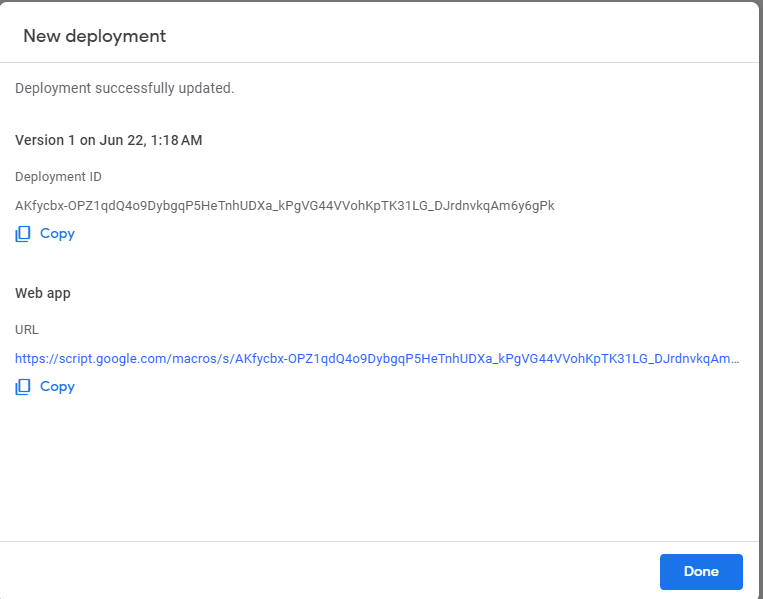 New deployment
Deployment successfully updated.
Version 1 on Jun 22, 1:18 AM
Deployment ID
AKfycbx-OPZ1qdQ4o9DybgqP5HeTnhUDXa_kPgVG44VVohKpTK31LG_DJrdnvkqAm6y6gPk
Copy
Web app
URL
https://script.google.com/macros/s/AKfycbx-OPZ1qdQ4o9DybgqP5HeTnhUDXa_kPgVG44VVohKpTK31LG_DJrdnvkqAm...
Copy
Done